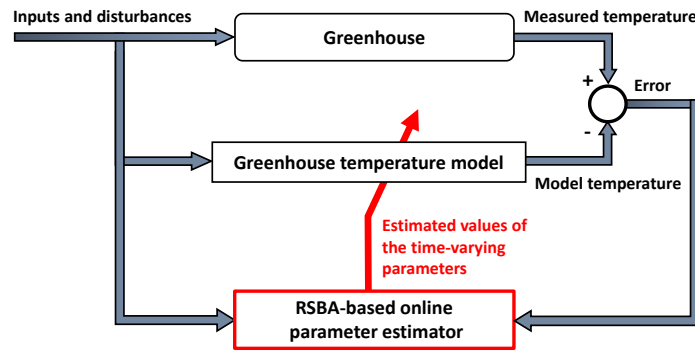 Inputs and disturbances
Measured temperature
Greenhouse
+
Error
-
Greenhouse temperature model
Model temperature
Estimated values of
the time-varying
parameters
RSBA-based online
parameter estimator